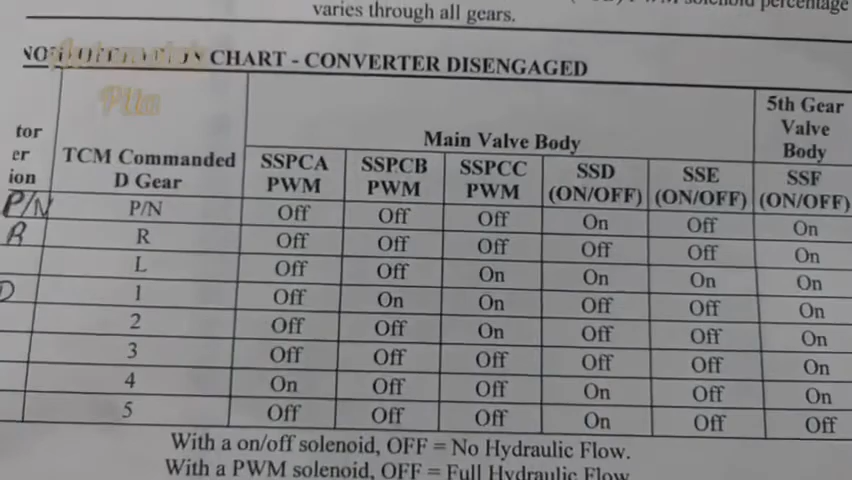 varies through all gears.
CHART - CONVERTER DISENGAGED
5th Gear
Valve
Body
Main Valve Body
tor
er
ion
TCM Commanded
D Gear
SSPCA
PWM
SSPCB
PWM
SSPCC
PWM
SSD
(ON/OFF)
SSE
(ON/OFF)
SSF
(ON/OFF)
P/N P/N Off Off Off On Off On
R R Off Off Off Off Off On
L Off Off On On On On
D 1 Off On On Off Off On
2 Off Off On Off Off On
3 Off Off Off Off Off On
4 On Off Off On Off On
5 Off Off Off On Off Off
With a on/off solenoid, OFF = No Hydraulic Flow.
With a PWM solenoid, OFF = Full Hydraulic Flow